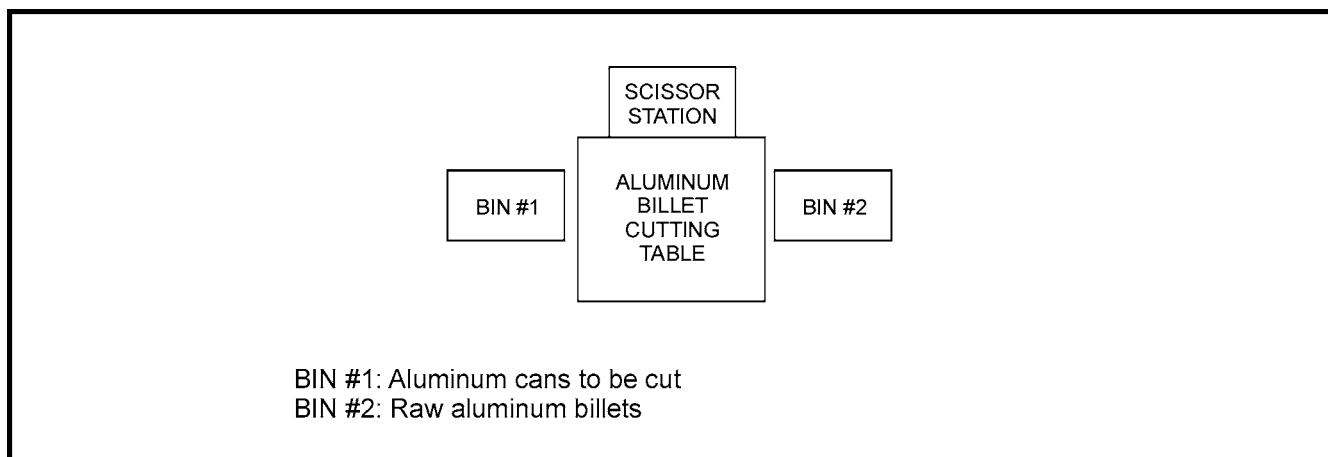 SCISSOR
STATION
BIN #1
ALUMINUM
BILLET
CUTTING
TABLE
BIN #2
BIN #1: Aluminum cans to be cut
BIN #2: Raw aluminum billets